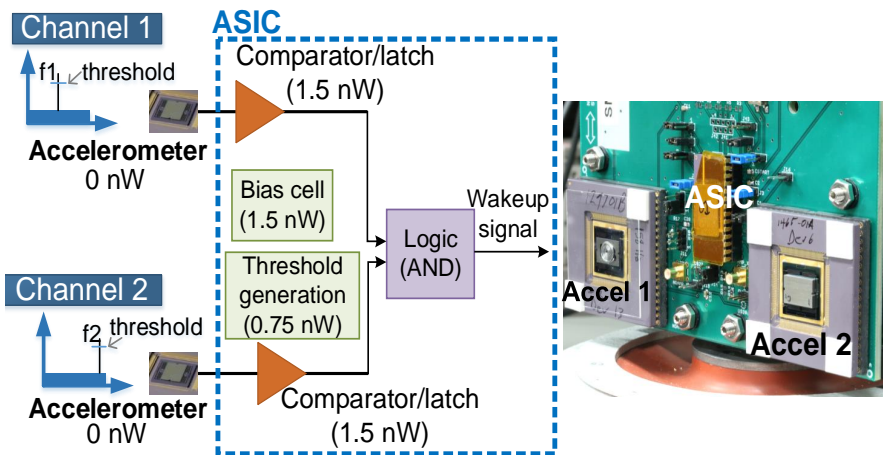 Channel 1
f1
threshold
Accelerometer
0 nW
ASIC
Comparator/latch
(1.5 nW)
Bias cell
(1.5 nW)
Threshold
generation
(0.75 nW)
Logic
(AND)
Wakeup
signal
Channel 2
f2
threshold
Accelerometer
0 nW
Comparator/latch
(1.5 nW)
ASIC
Accel 1
Accel 2